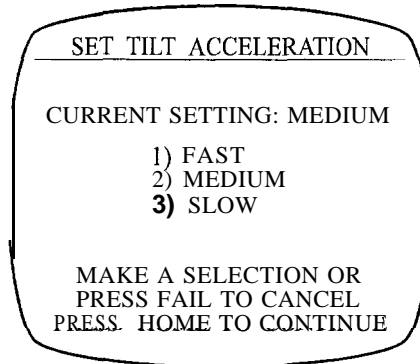 SET TILT ACCELERATION
CURRENT SETTING: MEDIUM
1) FAST
2) MEDIUM
3) SLOW
MAKE A SELECTION OR
PRESS FAIL TO CANCEL
PRESS HOME TO CONTINUE